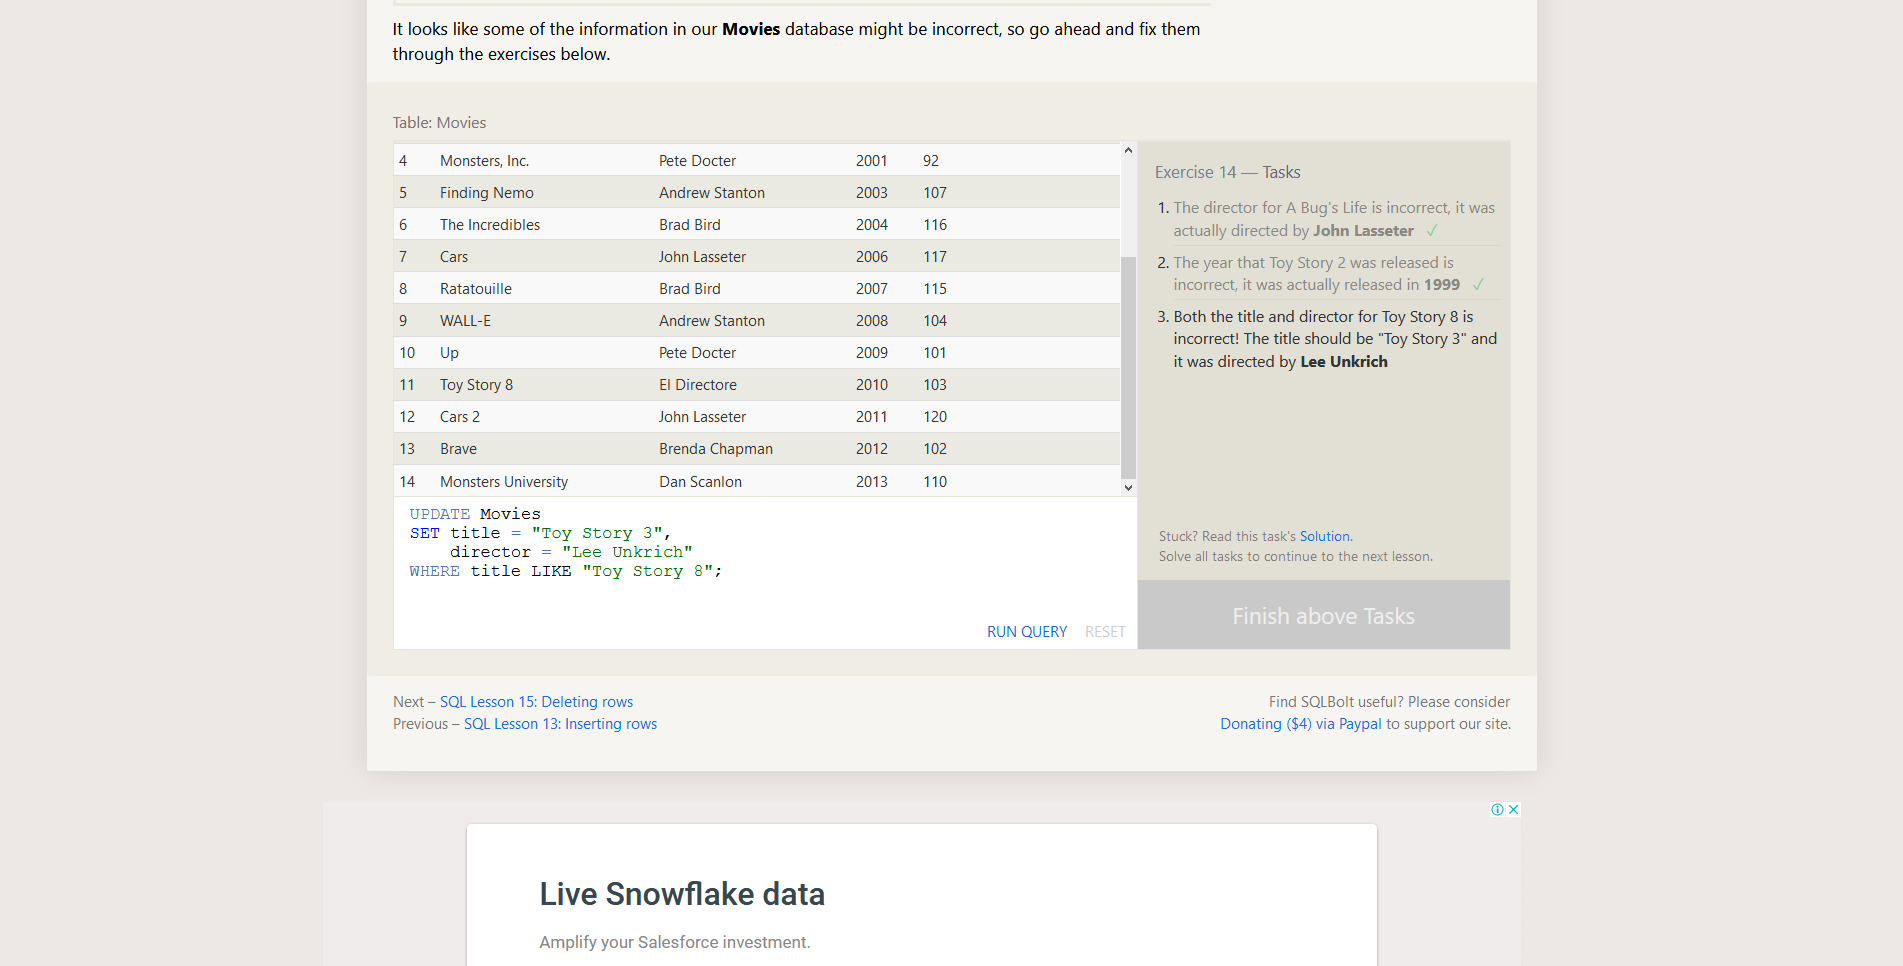 It looks like some of the information in our Movies database might be incorrect, so go ahead and fix them
through the exercises below.
Table: Movies
4 Monsters, Inc. Pete Docter 2001 92
5 Finding Nemo Andrew Stanton 2003 107
6 The Incredibles Brad Bird 2004 116
7 Cars John Lasseter 2006 117
8 Ratatouille Brad Bird 2007 115
9 WALL-E Andrew Stanton 2008 104
10 Up Pete Docter 2009 101
11 Toy Story 8 El Directore 2010 103
12 Cars 2 John Lasseter 2011 120
13 Brave Brenda Chapman 2012 102
14 Monsters University Dan Scanlon 2013 110
UPDATE Movies
SET title = "Toy Story 3",
director = "Lee Unkrich"
WHERE title LIKE "Toy Story 8";
RUN QUERY RESET
Exercise 14 — Tasks
1. The director for A Bug's Life is incorrect, it was
actually directed by John Lasseter ✓
2. The year that Toy Story 2 was released is
incorrect, it was actually released in 1999 ✓
3. Both the title and director for Toy Story 8 is
incorrect! The title should be "Toy Story 3" and
it was directed by Lee Unkrich
Stuck? Read this task's Solution.
Solve all tasks to continue to the next lesson.
Finish above Tasks
Next – SQL Lesson 15: Deleting rows
Previous – SQL Lesson 13: Inserting rows
Find SQLBolt useful? Please consider
Donating ($4) via Paypal to support our site.
Live Snowflake data
Amplify your Salesforce investment.